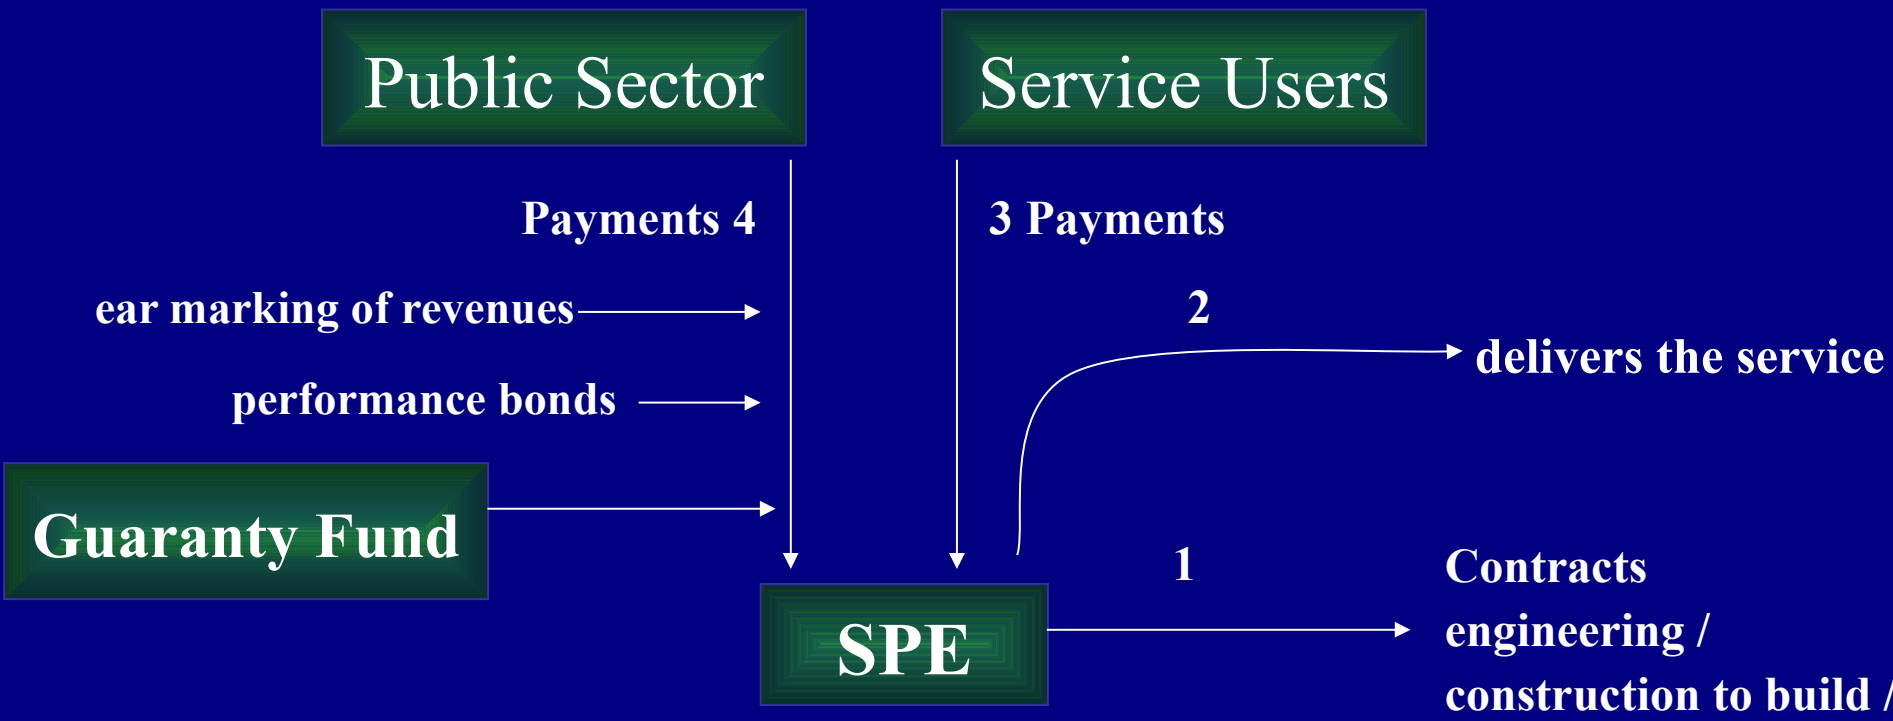 Public Sector
Service Users
Payments 4
3 Payments
ear marking of revenues
2
delivers the service
performance bonds
Guaranty Fund
1
Contracts
engineering /
construction to build /
SPE